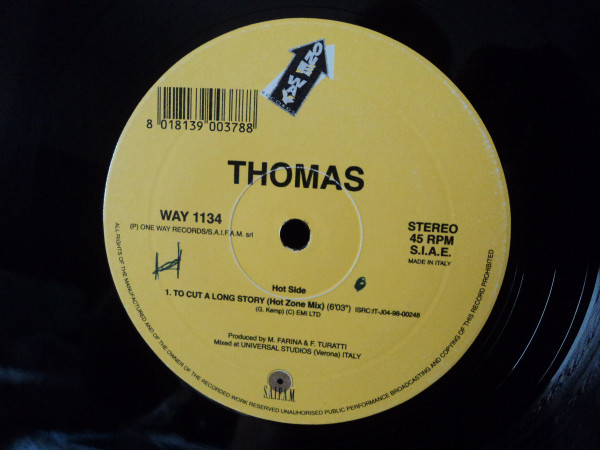 ONE WAY
RECORDS
8 018139 003788
THOMAS
WAY 1134
(P) ONE WAY RECORDS/S.A.I.F.A.M. srl
STEREO
45 RPM
S.I.A.E.
MADE IN ITALY
Hot Side
1. TO CUT A LONG STORY (Hot Zone Mix) (6'03") ISRC:IT-J04-98-00248
(G. Kemp) (C) EMI LTD
Produced by M. FARINA & F. TURATTI
Mixed at UNIVERSAL STUDIOS (Verona) ITALY
S.A.I.F.A.M.
ALL RIGHTS OF THE MANUFACTURED AND OF THE OWNER OF THE RECORDED WORK RESERVED UNAUTHORISED PUBLIC PERFORMANCE BROADCASTING AND COPYING OF THIS RECORD PROHIBITED